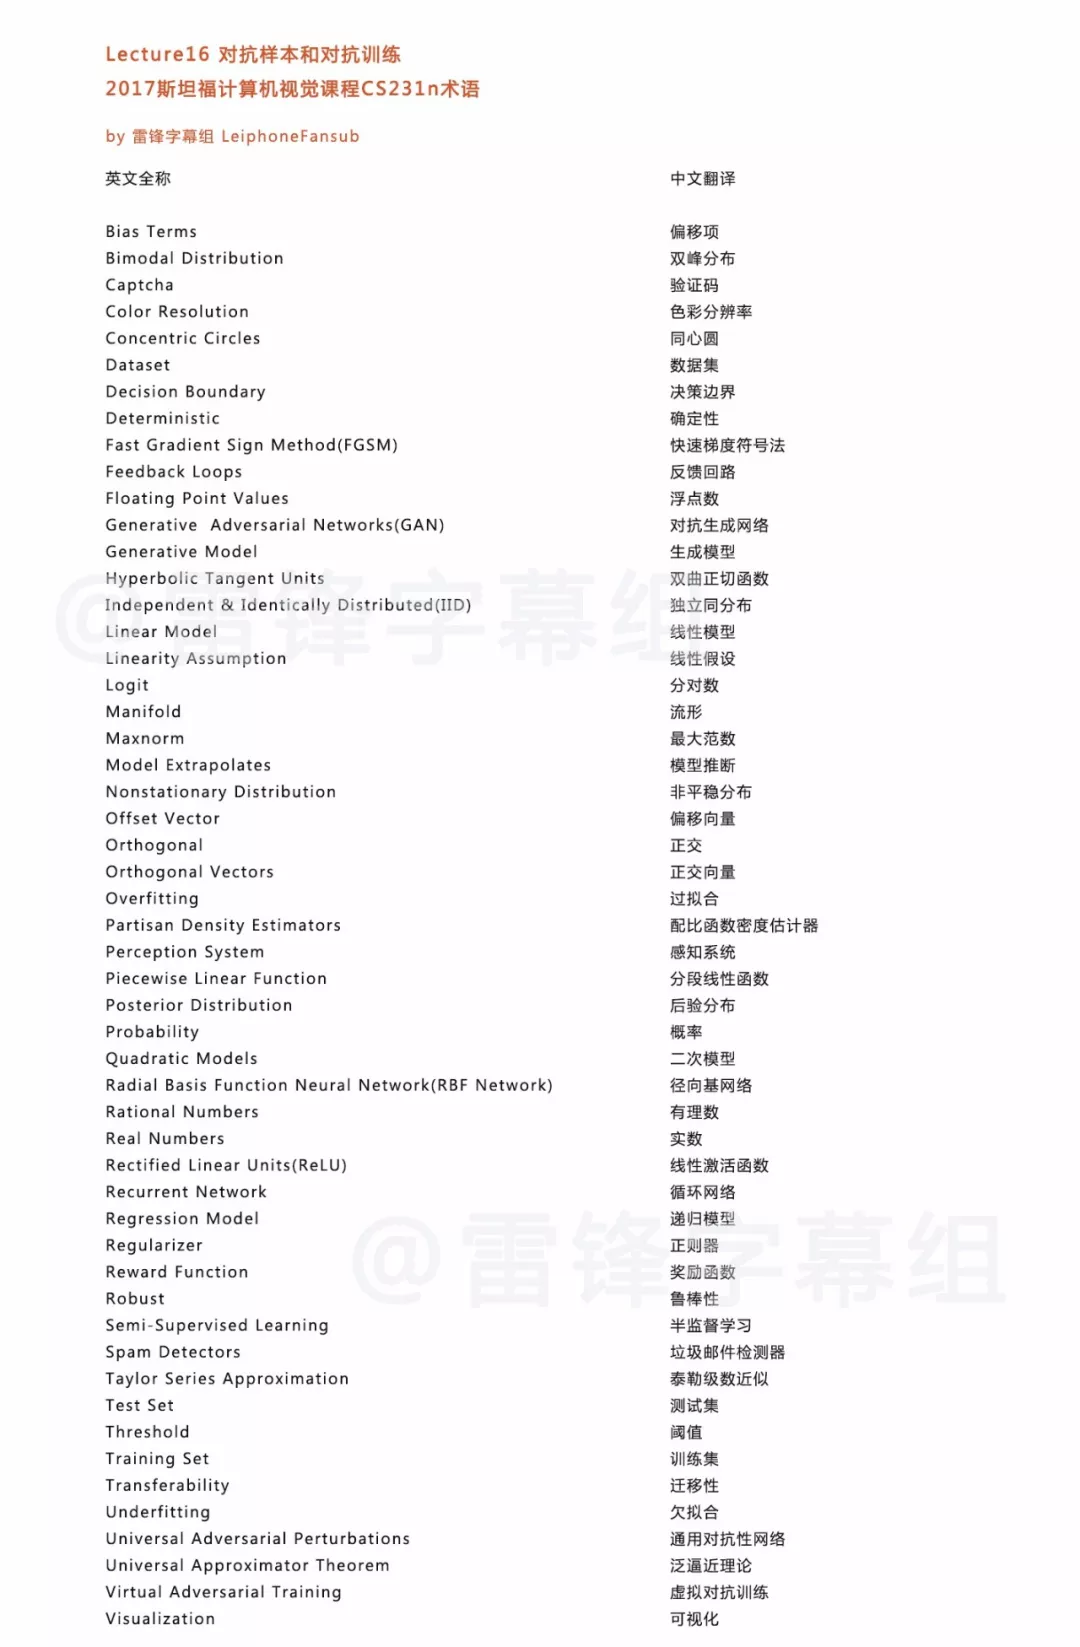 Lecture16 对抗样本和对抗训练
2017斯坦福计算机视觉课程CS231n术语
by 雷锋字幕组 LeiphoneFansub
英文全称 中文翻译
Bias Terms 偏移项
Bimodal Distribution 双峰分布
Captcha 验证码
Color Resolution 色彩分辨率
Concentric Circles 同心圆
Dataset 数据集
Decision Boundary 决策边界
Deterministic 确定性
Fast Gradient Sign Method(FGSM) 快速梯度符号法
Feedback Loops 反馈回路
Floating Point Values 浮点数
Generative  Adversarial Networks(GAN) 对抗生成网络
Generative Model 生成模型
Hyperbolic Tangent Units 双曲正切函数
Independent & Identically Distributed(IID) 独立同分布
@雷锋字幕组
Linear Model 线性模型
Linearity Assumption 线性假设
Logit 分对数
Manifold 流形
Maxnorm 最大范数
Model Extrapolates 模型推断
Nonstationary Distribution 非平稳分布
Offset Vector 偏移向量
Orthogonal 正交
Orthogonal Vectors 正交向量
Overfitting 过拟合
Partisan Density Estimators 配比函数密度估计器
Perception System 感知系统
Piecewise Linear Function 分段线性函数
Posterior Distribution 后验分布
Probability 概率
Quadratic Models 二次模型
Radial Basis Function Neural Network(RBF Network) 径向基网络
Rational Numbers 有理数
Real Numbers 实数
Rectified Linear Units(ReLU) 线性激活函数
Recurrent Network 循环网络
Regression Model 递归模型
Regularizer 正则器
@雷锋字幕组
Reward Function 奖励函数
Robust 鲁棒性
Semi-Supervised Learning 半监督学习
Spam Detectors 垃圾邮件检测器
Taylor Series Approximation 泰勒级数近似
Test Set 测试集
Threshold 阈值
Training Set 训练集
Transferability 迁移性
Underfitting 欠拟合
Universal Adversarial Perturbations 通用对抗性网络
Universal Approximator Theorem 泛逼近理论
Virtual Adversarial Training 虚拟对抗训练
Visualization 可视化